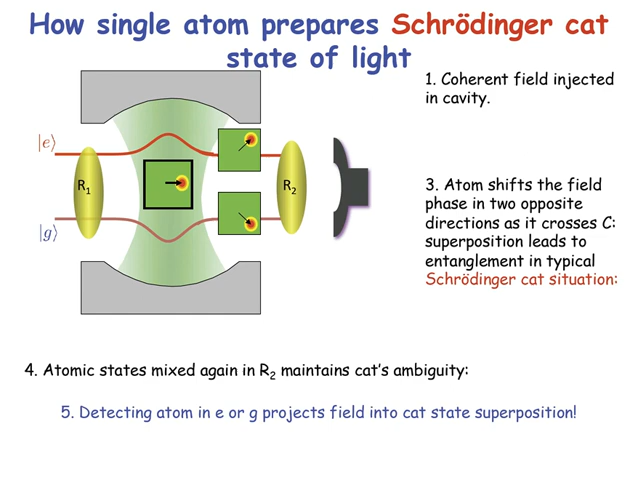 How single atom prepares Schrödinger cat
state of light
1. Coherent field injected
in cavity.
|e⟩
R1
R2
|g⟩
3. Atom shifts the field
phase in two opposite
directions as it crosses C:
superposition leads to
entanglement in typical
Schrödinger cat situation:
4. Atomic states mixed again in R2 maintains cat's ambiguity:
5. Detecting atom in e or g projects field into cat state superposition!